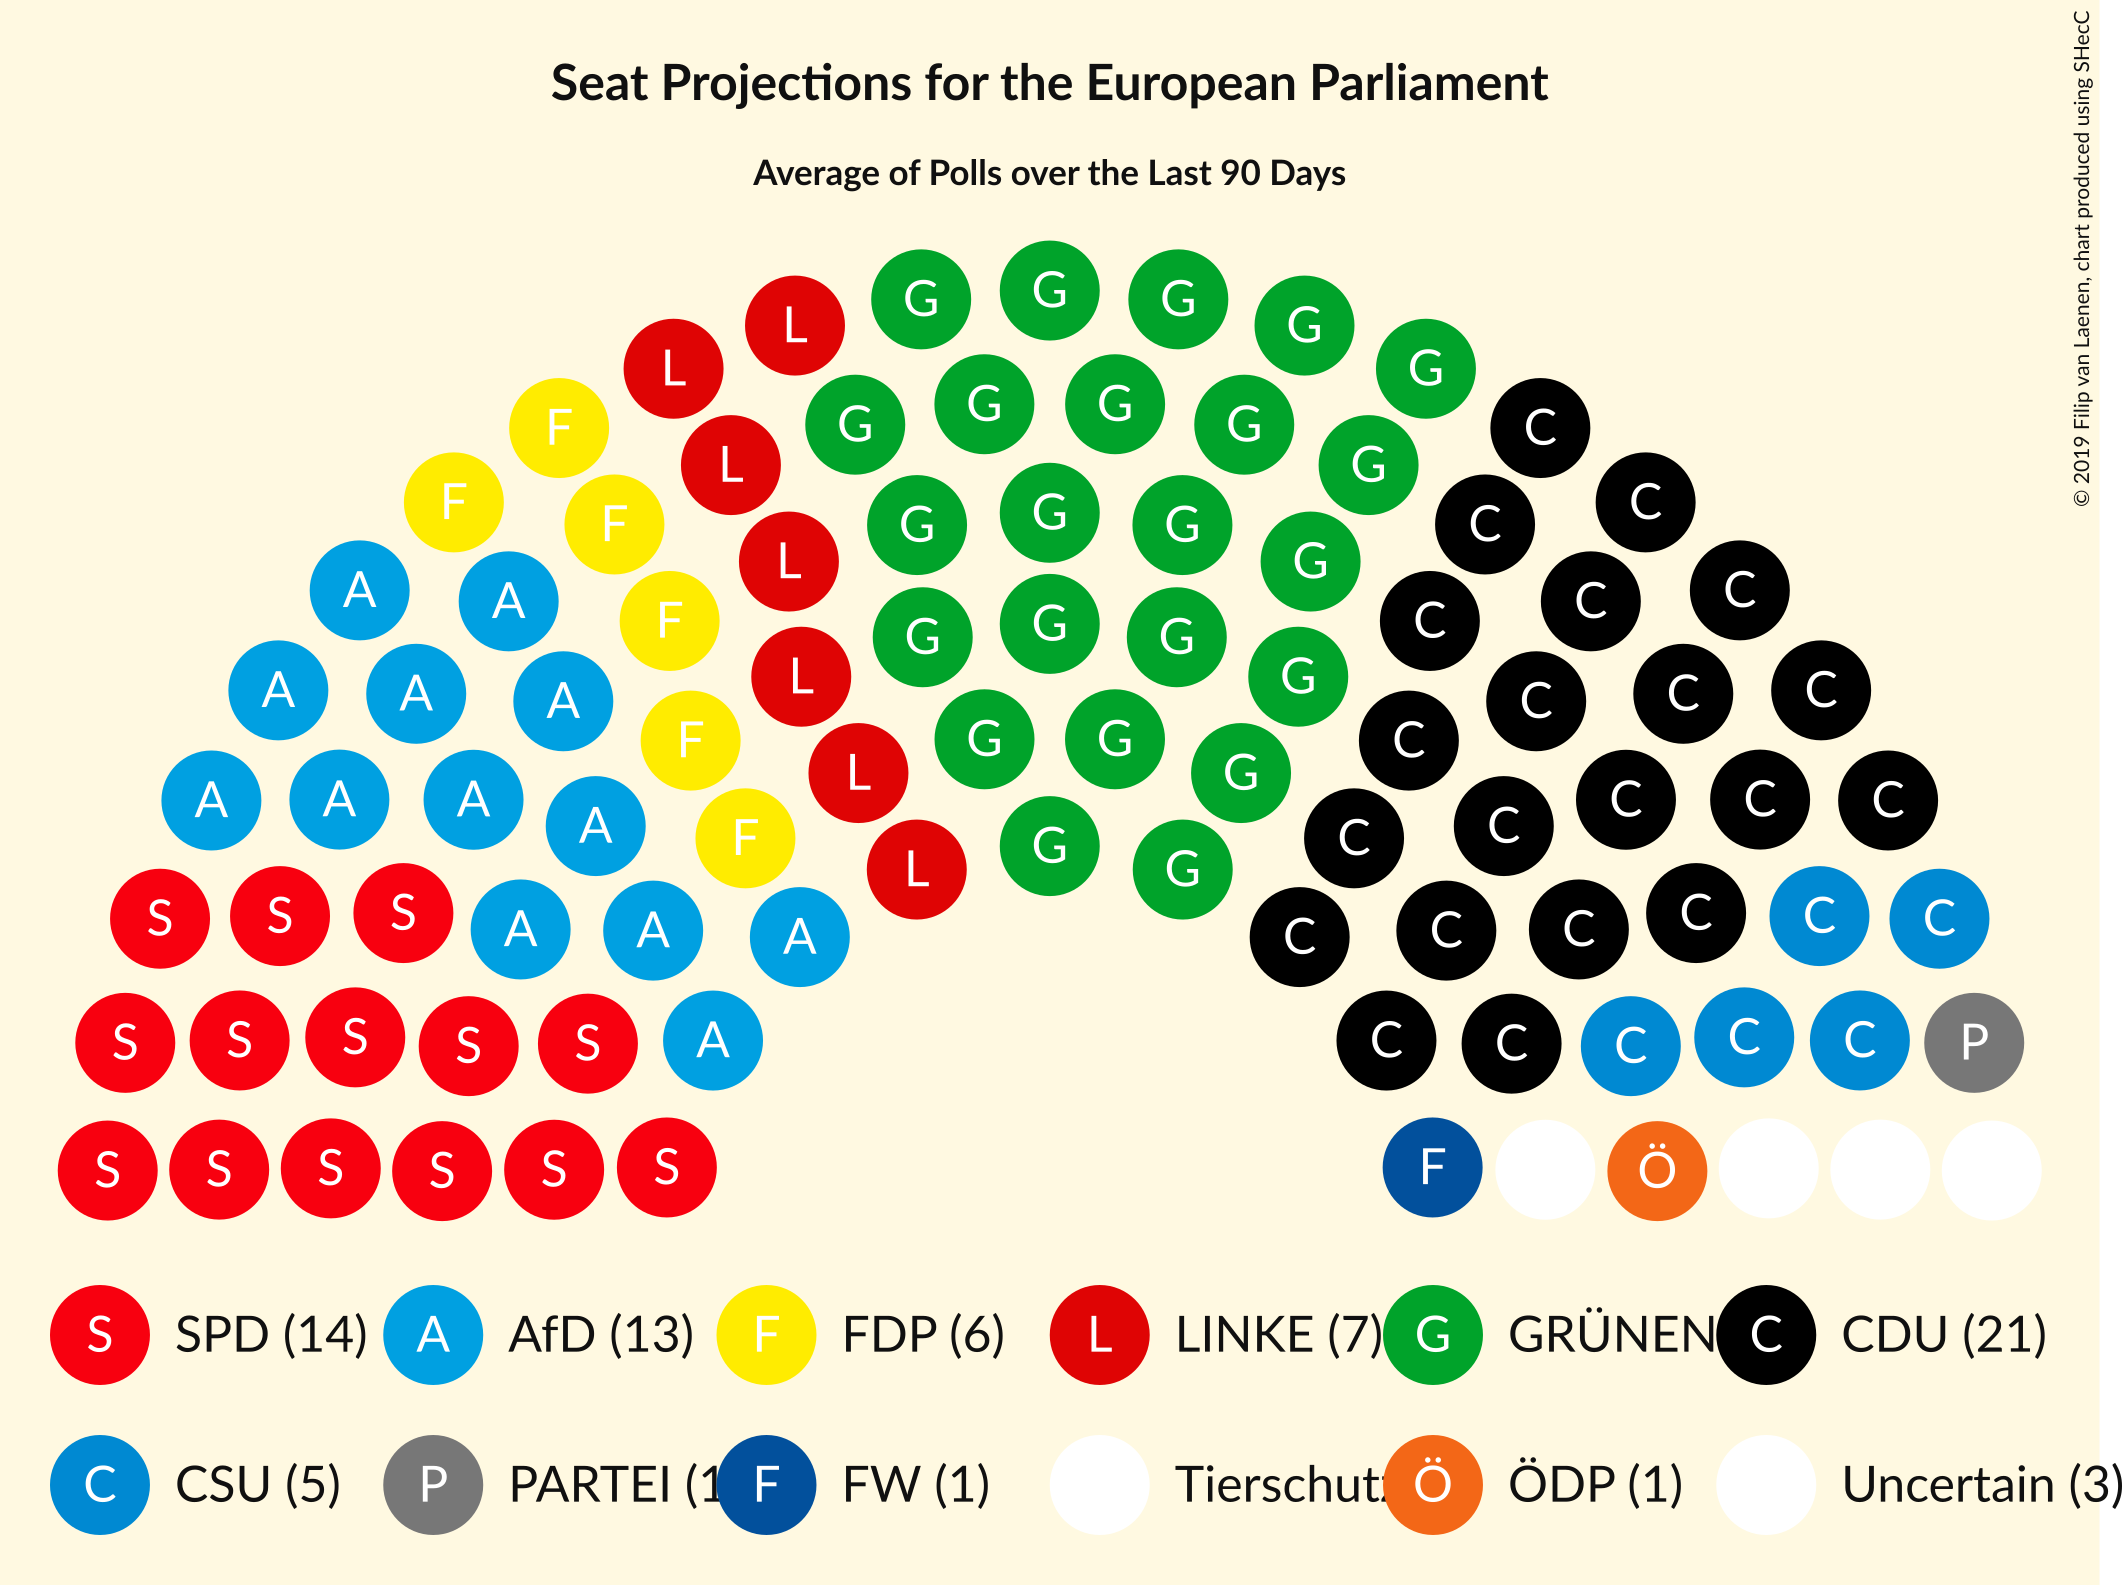 Seat Projections for the European Parliament
Average of Polls over the Last 90 Days
© 2019 Filip van Laenen, chart produced using SHecC
G G G G G
L L
L G G G G G C C
F F
F L G G G G C C C C
A A F L G G G G C C C C
A A A F L G G G C C C C
A A A A F L G G C C C C C
S S S A A A C C C C C C
S S S S S A C C C C C P
S S S S S S F Ö
S SPD (14) A AfD (13) F FDP (6) L LINKE (7) G GRÜNEN C CDU (21)
C CSU (5) P PARTEI (1 F FW (1) Tierschutz Ö ÖDP (1) Uncertain (3)